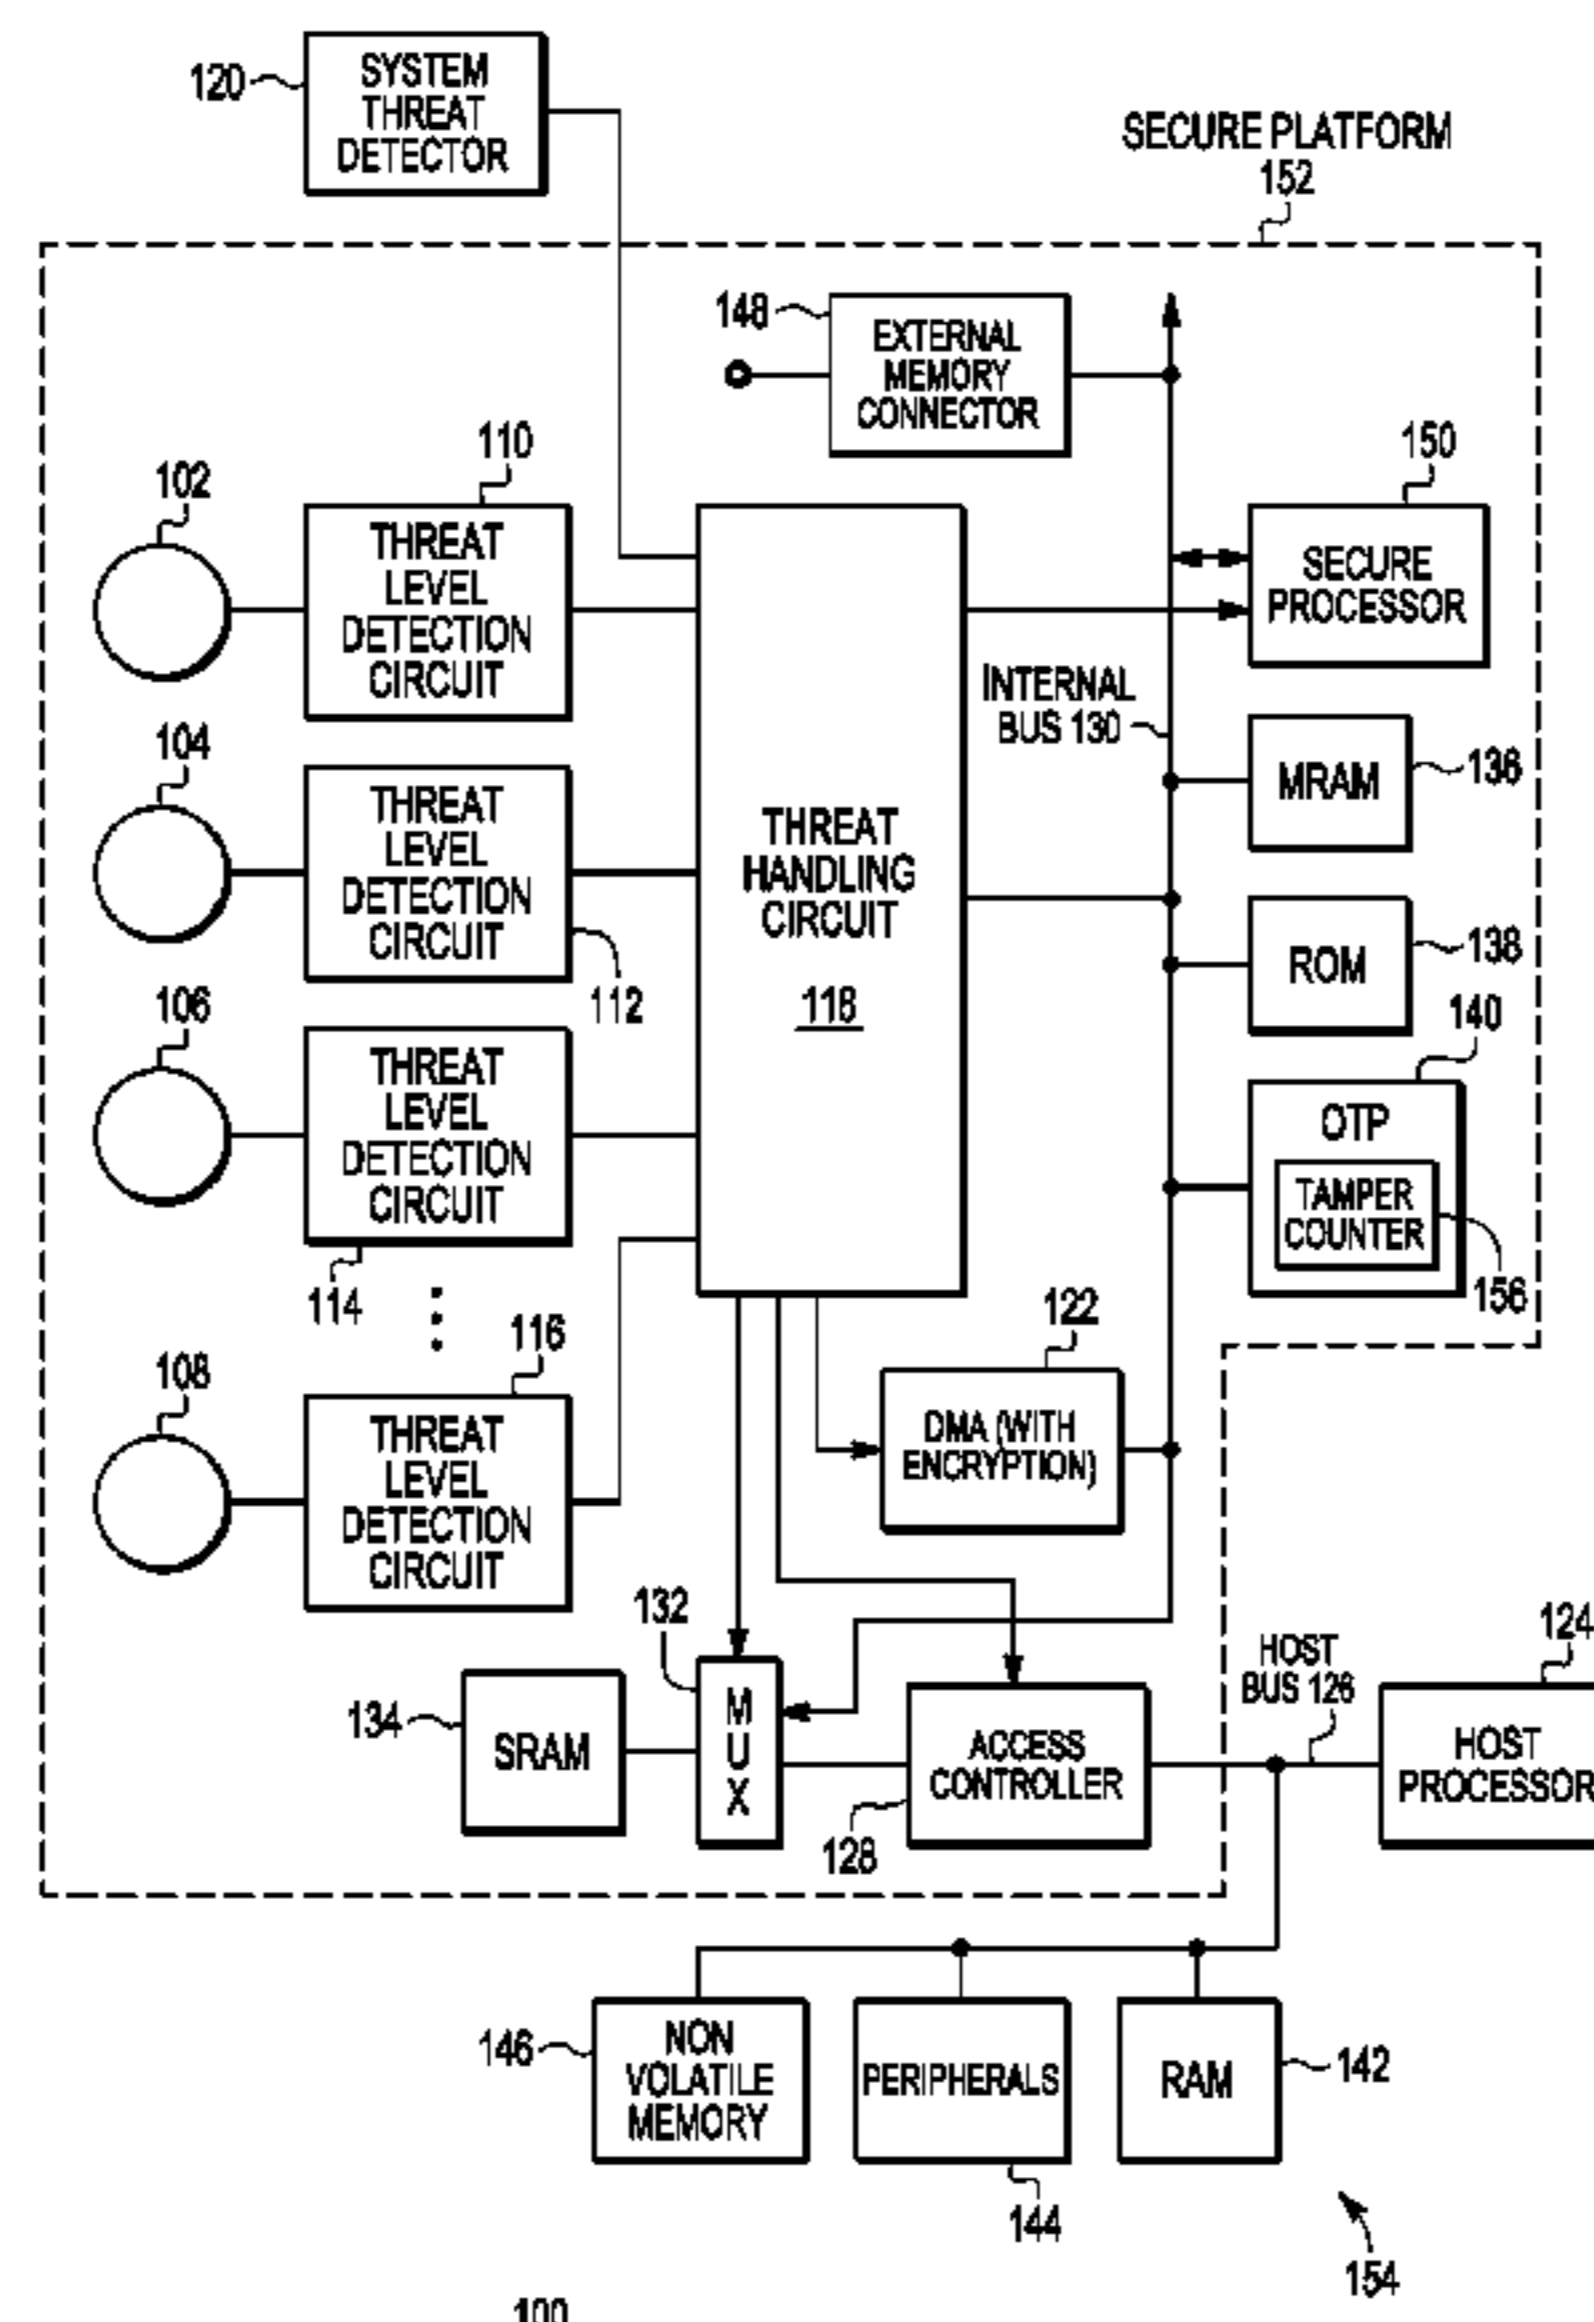 120
SYSTEM
THREAT
DETECTOR
SECURE PLATFORM
152
148
EXTERNAL
MEMORY
CONNECTOR
102
110
THREAT
LEVEL
DETECTION
CIRCUIT
150
SECURE
PROCESSOR
INTERNAL
BUS 130
104
THREAT
LEVEL
DETECTION
CIRCUIT
112
THREAT
HANDLING
CIRCUIT
118
MRAM
136
ROM
138
106
THREAT
LEVEL
DETECTION
CIRCUIT
114
140
OTP
TAMPER
COUNTER
156
108
116
THREAT
LEVEL
DETECTION
CIRCUIT
122
DMA (WITH
ENCRYPTION)
132
134
SRAM
M
U
X
ACCESS
CONTROLLER
128
HOST
BUS 126
124
HOST
PROCESSOR
146
NON
VOLATILE
MEMORY
PERIPHERALS
144
RAM
142
154
100